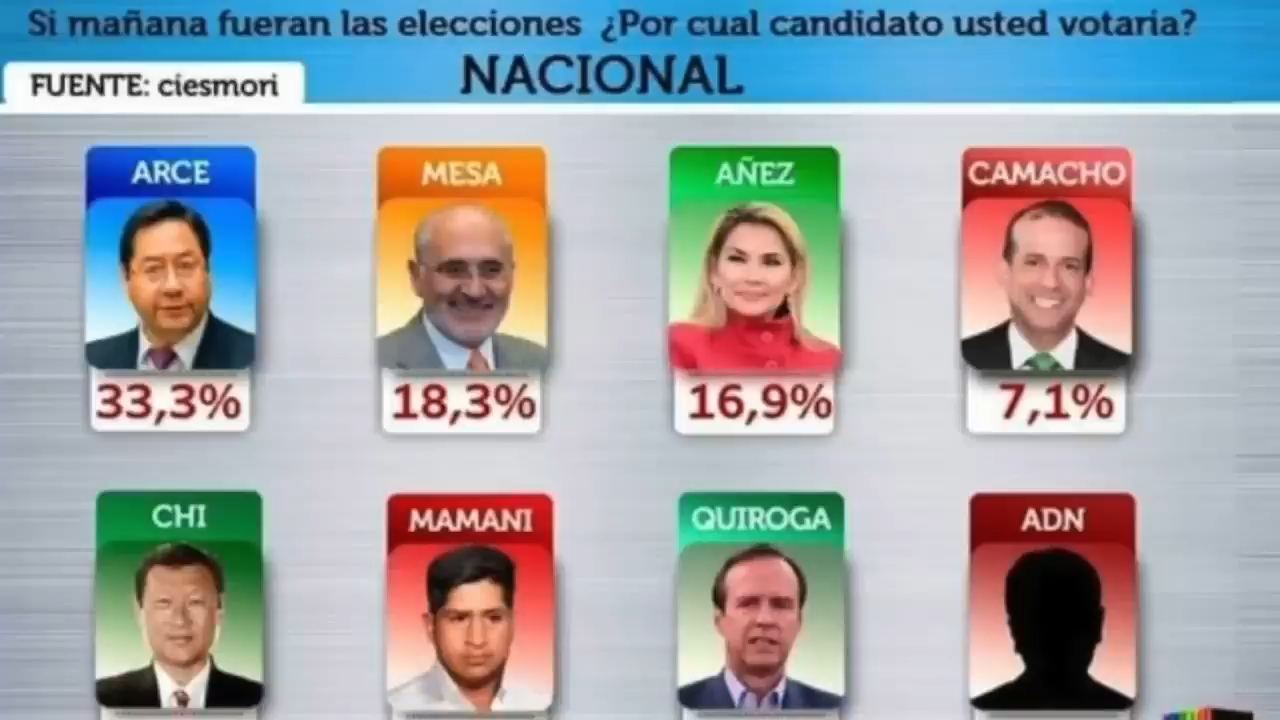 Si mañana fueran las elecciones ¿Por cual candidato usted votaria?
NACIONAL
FUENTE: ciesmori
ARCE MESA AÑEZ CAMACHO
33,3% 18,3% 16,9% 7,1%
CHI MAMANI QUIROGA ADN